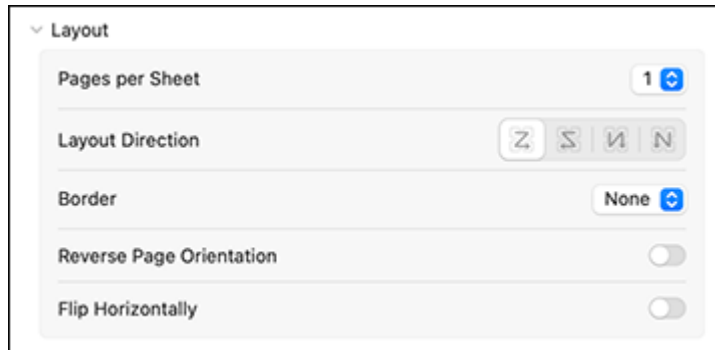 Layout
Pages per Sheet 1
Layout Direction
Border None
Reverse Page Orientation
Flip Horizontally